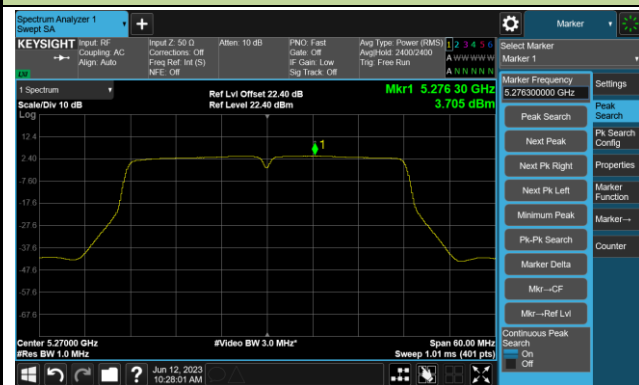 Spectrum Analyzer 1
Swept SA
Marker
KEYSIGHT
Input: RF
Coupling: AC
Align: Auto
Input Z: 50 Ω
Corrections: Off
Freq Ref: Int (S)
NFE: Off
Atten: 10 dB
PNO: Fast
Gate: Off
IF Gain: Low
Sig Track: Off
Avg Type: Power (RMS)
Avg|Hold: 2400/2400
Trig: Free Run
1 2 3 4 5 6
A W W W W W
A N N N N N
Select Marker
Marker 1
1 Spectrum
Scale/Div 10 dB
Log
Ref Lvl Offset 22.40 dB
Ref Level 22.40 dBm
Mkr1 5.276 30 GHz
3.705 dBm
12.4
2.40
-7.60
-17.6
-27.6
-37.6
-47.6
-57.6
-67.6
1
Center 5.27000 GHz
#Res BW 1.0 MHz
#Video BW 3.0 MHz*
Span 60.00 MHz
Sweep 1.01 ms (401 pts)
Marker Frequency
5.276300000 GHz
Peak Search
Next Peak
Next Pk Right
Next Pk Left
Minimum Peak
Pk-Pk Search
Marker Delta
Mkr→CF
Mkr→Ref Lvl
Continuous Peak
Search
On
Off
Settings
Peak
Search
Pk Search
Config
Properties
Marker
Function
Marker→
Counter
?
Jun 12, 2023
10:28:01 AM